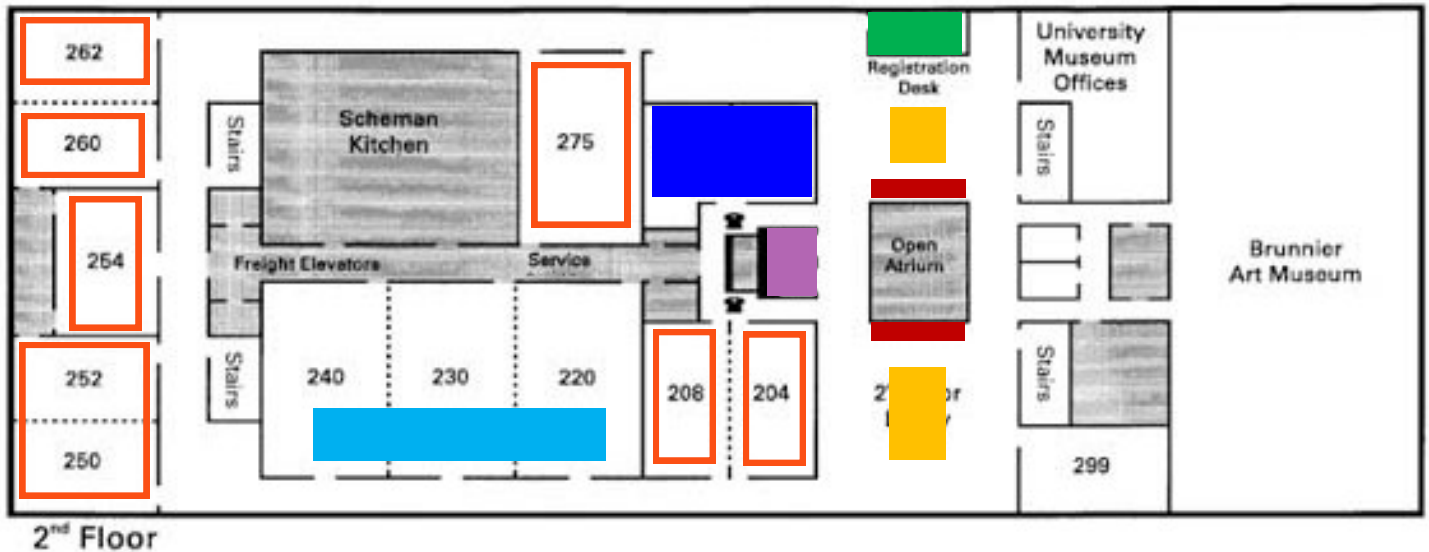 262
University
Museum
Offices
Registration
Desk
Scheman
Kitchen
Stairs
275
Stairs
260
254
Open
Atrium
Brunnier
Art Museum
Freight Elevators
Service
252
240
230
220
208
204
Stairs
Stairs
250
299
2nd Floor